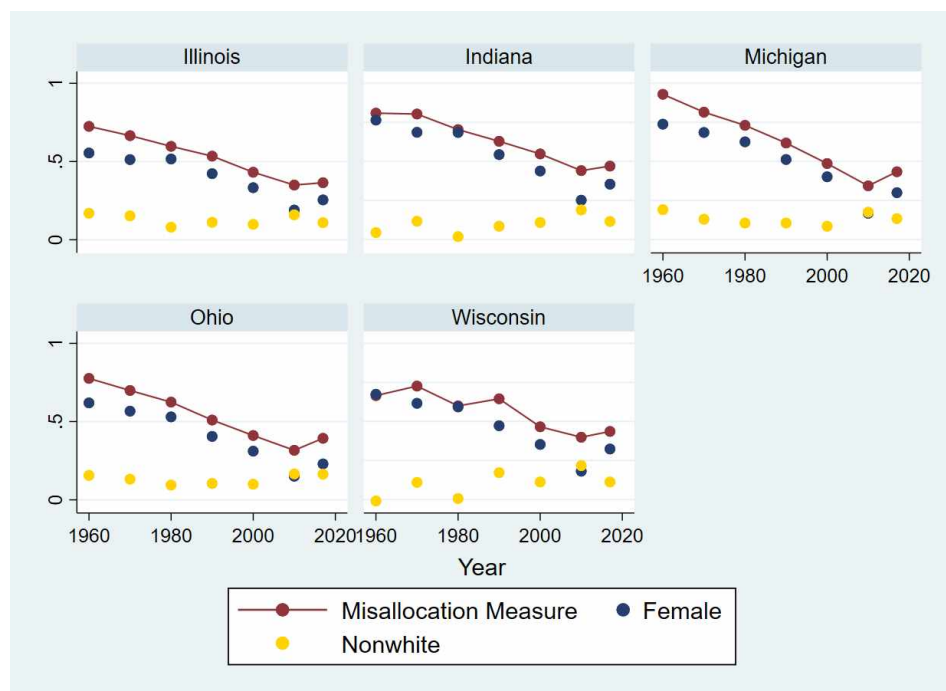 Illinois
Indiana
Michigan
1
.5
0
1960
1980
2000
2020
Ohio
Wisconsin
1
.5
0
1960
1980
2000
2020
1960
1980
2000
2020
Year
Misallocation Measure
Female
Nonwhite